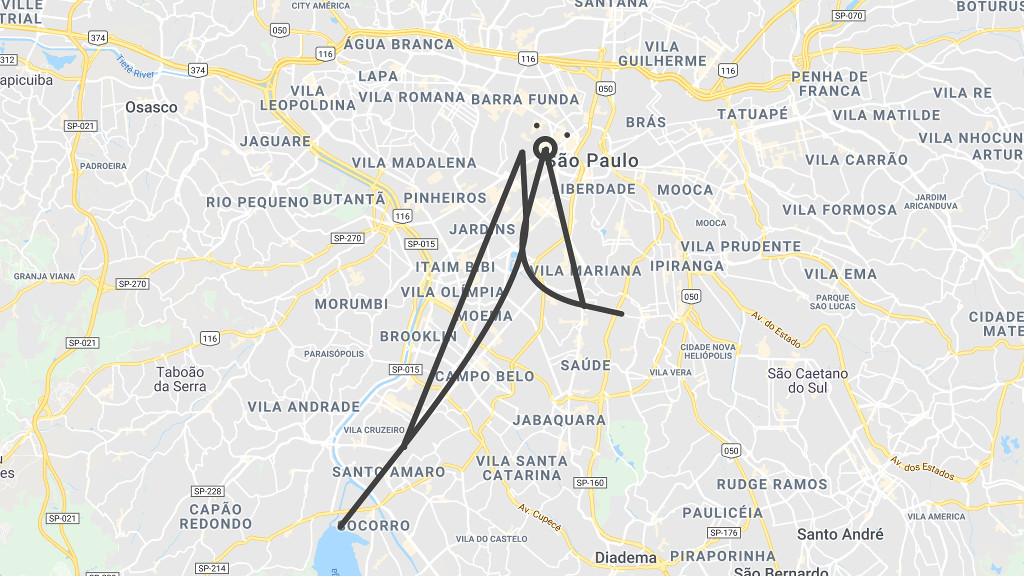 VILLE
TRIAL
CITY AMÉRICA
SANTANA
BOTURUS
SP-070
374
050
ÁGUA BRANCA
116
116
VILA
GUILHERME
312
apicuiba
Tietê River
374
LAPA
116
PENHA DE
FRANCA
Osasco
VILA
LEOPOLDINA
VILA ROMANA
BARRA FUNDA
050
VILA RE
SP-021
BRÁS
TATUAPÉ
VILA MATILDE
JAGUARE
VILA NHOCUN
ARTUR
PADROEIRA
VILA MADALENA
São Paulo
VILA CARRÃO
RIO PEQUENO
BUTANTÃ
PINHEIROS
IBERDADE
MOOCA
JARDIM
ARICANDUVA
116
MOOCA
VILA FORMOSA
JARDINS
SP-270
SP-015
VILA PRUDENTE
GRANJA VIANA
SP-270
ITAIM BIBI
VILA MARIANA
IPIRANGA
VILA EMA
VILA OLÍMPIA
050
MORUMBI
MOEMA
PARQUE
SAO LUCAS
CIDADE
MATE
116
BROOKLIN
Av. do Estado
SP-021
PARAISÓPOLIS
CIDADE NOVA
HELIÓPOLIS
Taboão
da Serra
SP-015
CAMPO BELO
SAÚDE
VILA VERA
São Caetano
do Sul
VILA ANDRADE
JABAQUARA
VILA CRUZEIRO
050
SANTO AMARO
VILA SANTA
CATARINA
Av. dos Estados
es
SP-228
SP-160
RUDGE RAMOS
CAPÃO
REDONDO
SP-021
SOCORRO
Av. Cupecê
PAULICÉIA
VILA AMERICA
SP-176
Santo André
VILA DO CASTELO
Diadema
PIRAPORINHA
SP-214
São Bernardo